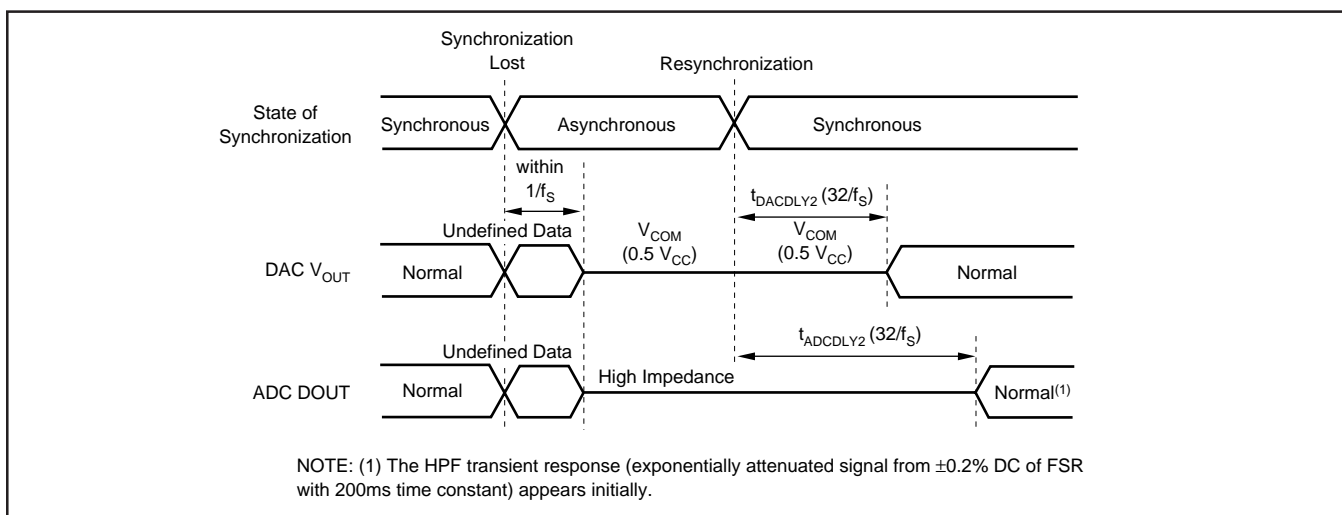 Synchronization
Lost
Resynchronization
State of
Synchronization
Synchronous
Asynchronous
Synchronous
within
1/fS
tDACDLY2 (32/fS)
Undefined Data
VCOM
(0.5 VCC)
VCOM
(0.5 VCC)
DAC VOUT
Normal
Normal
tADCDLY2 (32/fS)
Undefined Data
High Impedance
ADC DOUT
Normal
Normal(1)
NOTE: (1) The HPF transient response (exponentially attenuated signal from ±0.2% DC of FSR
with 200ms time constant) appears initially.